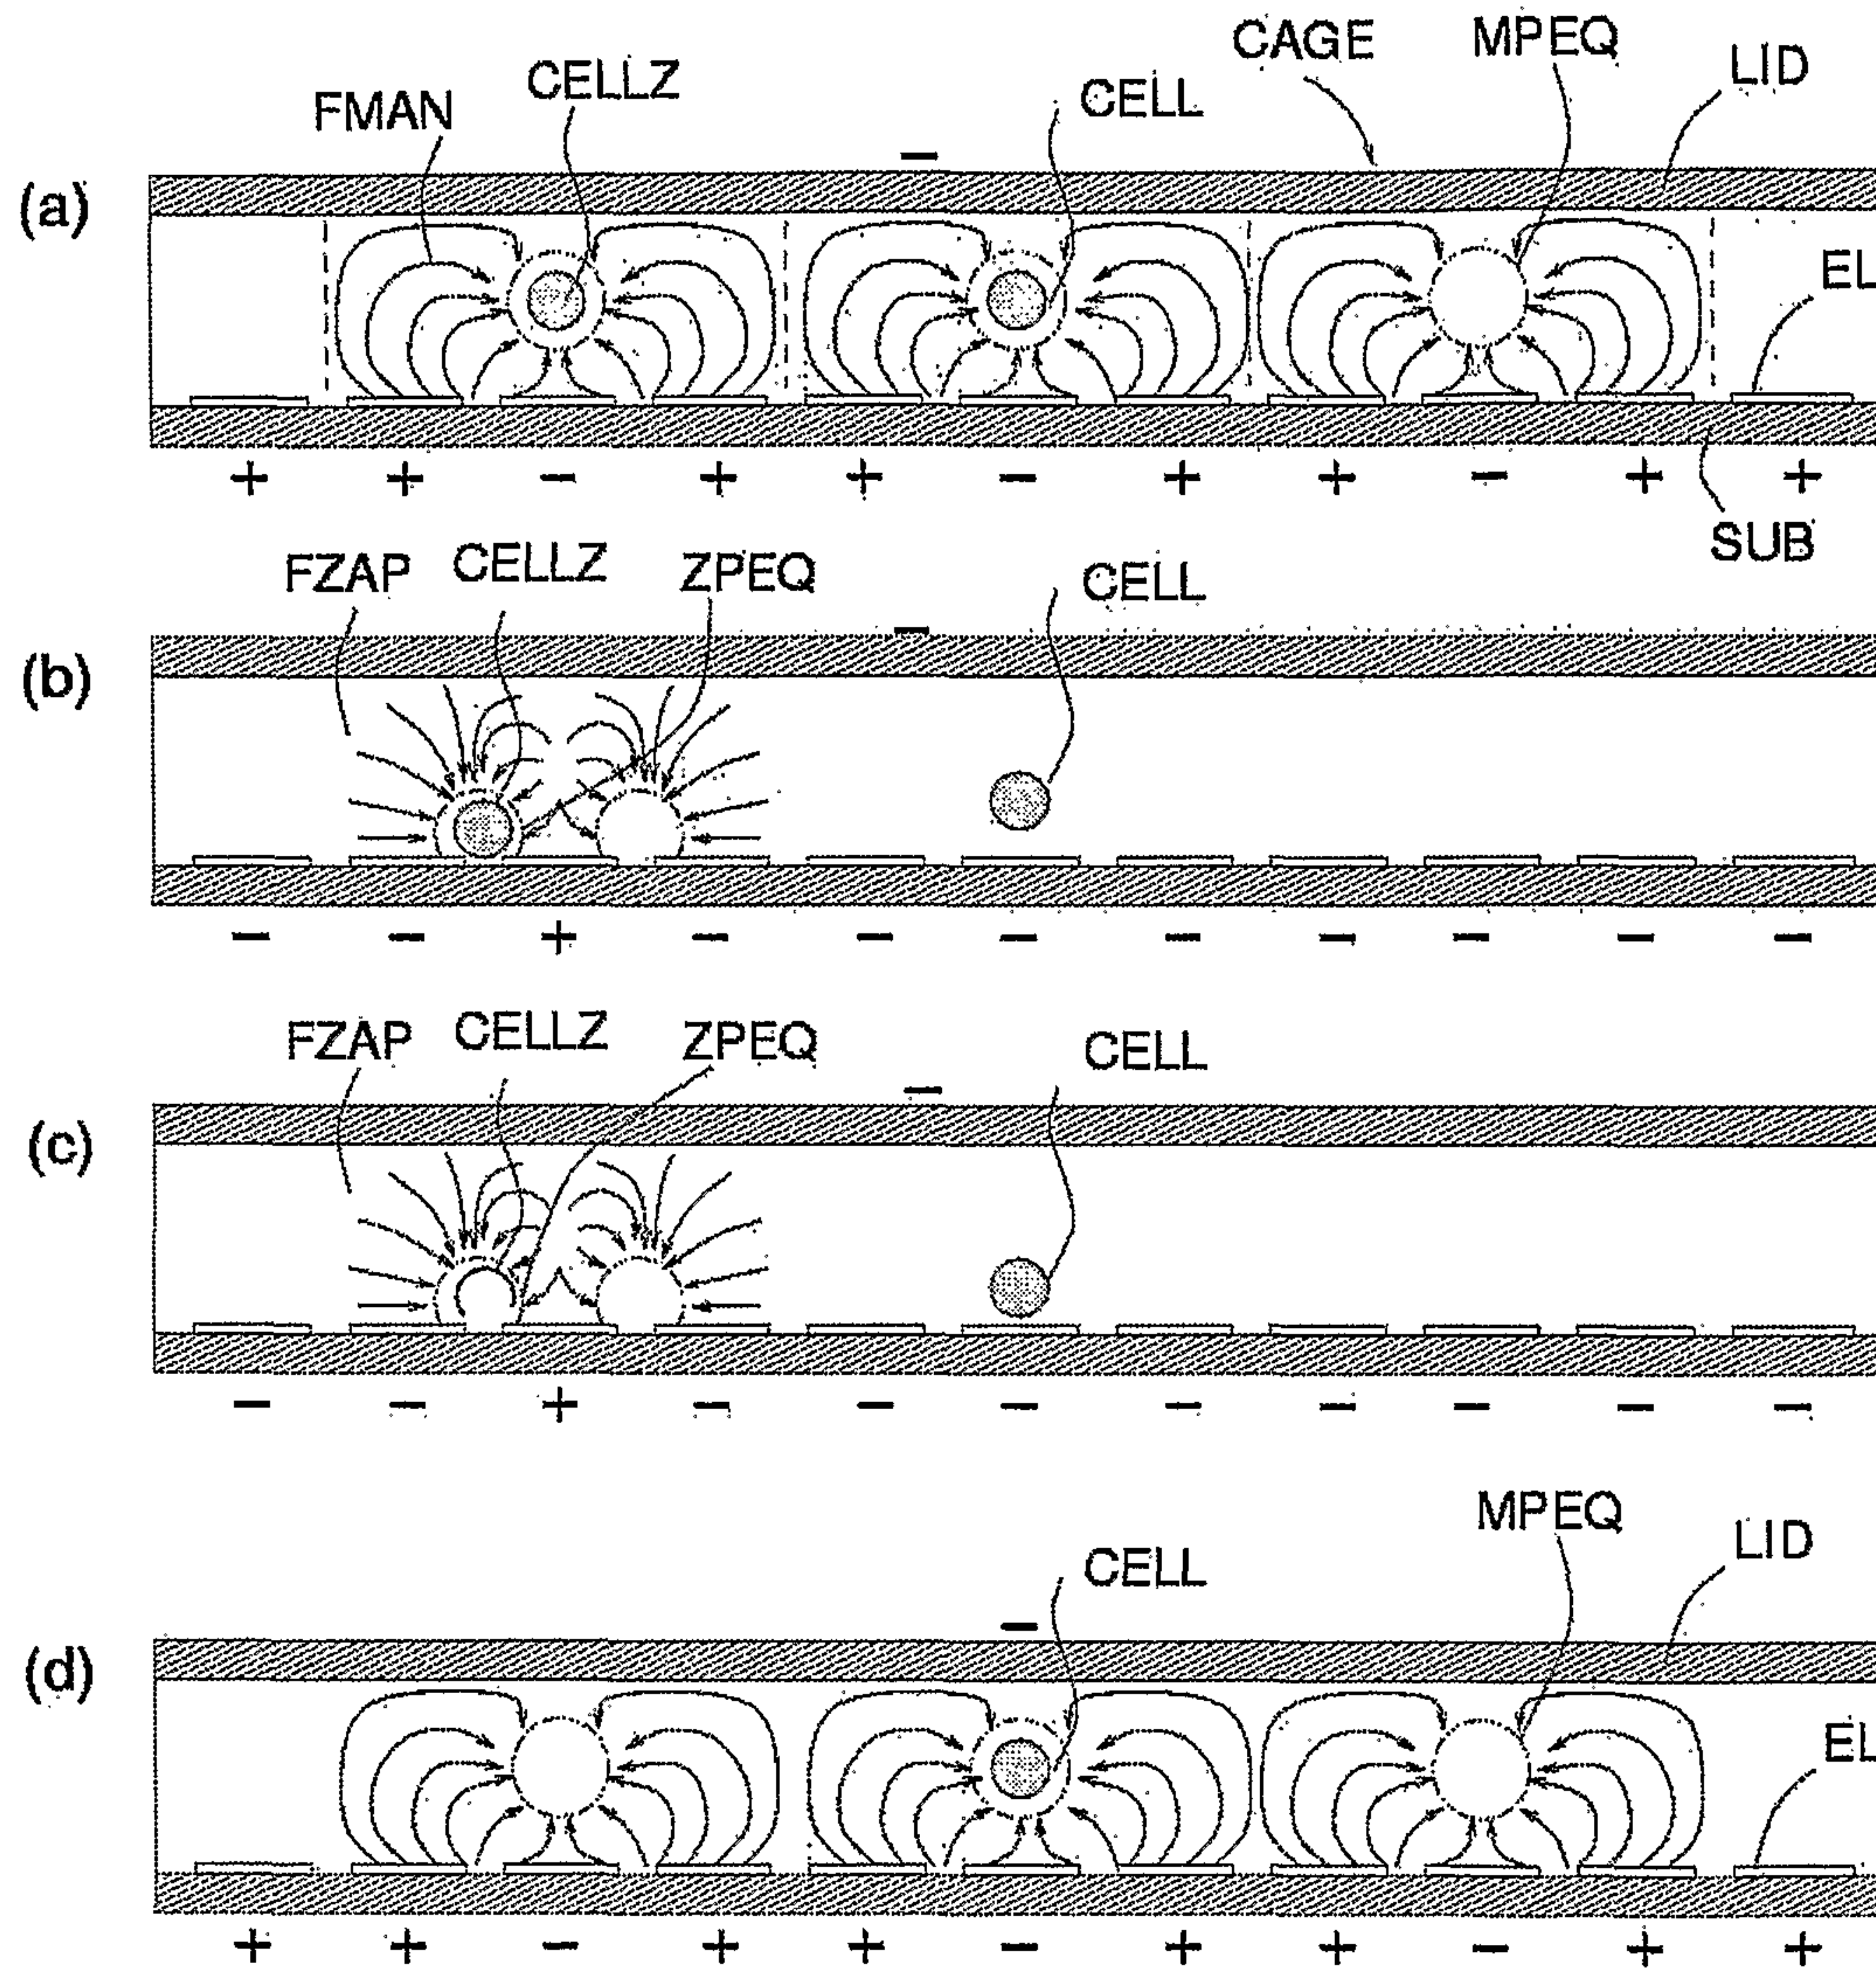 CAGE MPEQ LID
FMAN CELLZ CELL
−
(a)
EL
+ + − + + − + + − + +
SUB
FZAP CELLZ ZPEQ CELL
−
(b)
− − + − − − − − − − −
FZAP CELLZ ZPEQ CELL
−
(c)
− − + − − − − − − − −
MPEQ LID
CELL
−
(d)
EL
+ + − + + − + + − + +